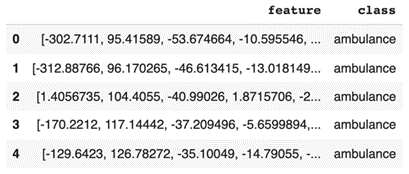 feature class
0 [-302.7111, 95.41589, -53.674664, -10.595546, ... ambulance
1 [-312.88766, 96.170265, -46.613415, -13.018149... ambulance
2 [1.4056735, 104.4055, -40.99026, 1.8715706, -2... ambulance
3 [-170.2212, 117.14442, -37.209496, -5.6599894,... ambulance
4 [-129.6423, 126.78272, -35.10049, -14.79055, -... ambulance